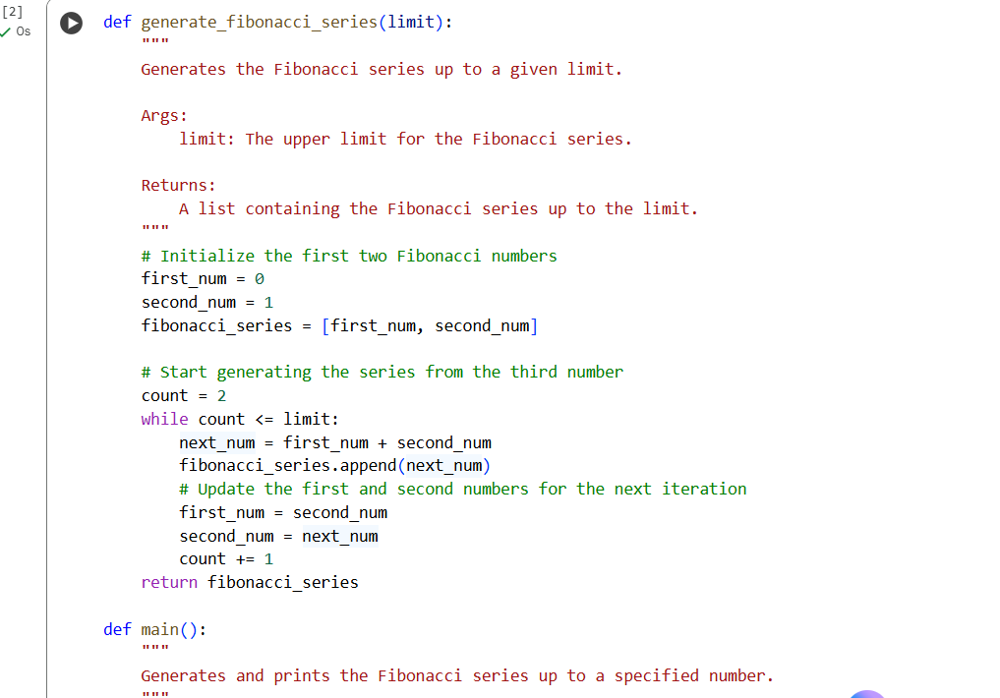 [2]
✓ 0s
def generate_fibonacci_series(limit):
    """
    Generates the Fibonacci series up to a given limit.

    Args:
        limit: The upper limit for the Fibonacci series.

    Returns:
        A list containing the Fibonacci series up to the limit.
    """
    # Initialize the first two Fibonacci numbers
    first_num = 0
    second_num = 1
    fibonacci_series = [first_num, second_num]

    # Start generating the series from the third number
    count = 2
    while count <= limit:
        next_num = first_num + second_num
        fibonacci_series.append(next_num)
        # Update the first and second numbers for the next iteration
        first_num = second_num
        second_num = next_num
        count += 1
    return fibonacci_series

def main():
    """
    Generates and prints the Fibonacci series up to a specified number.
    """